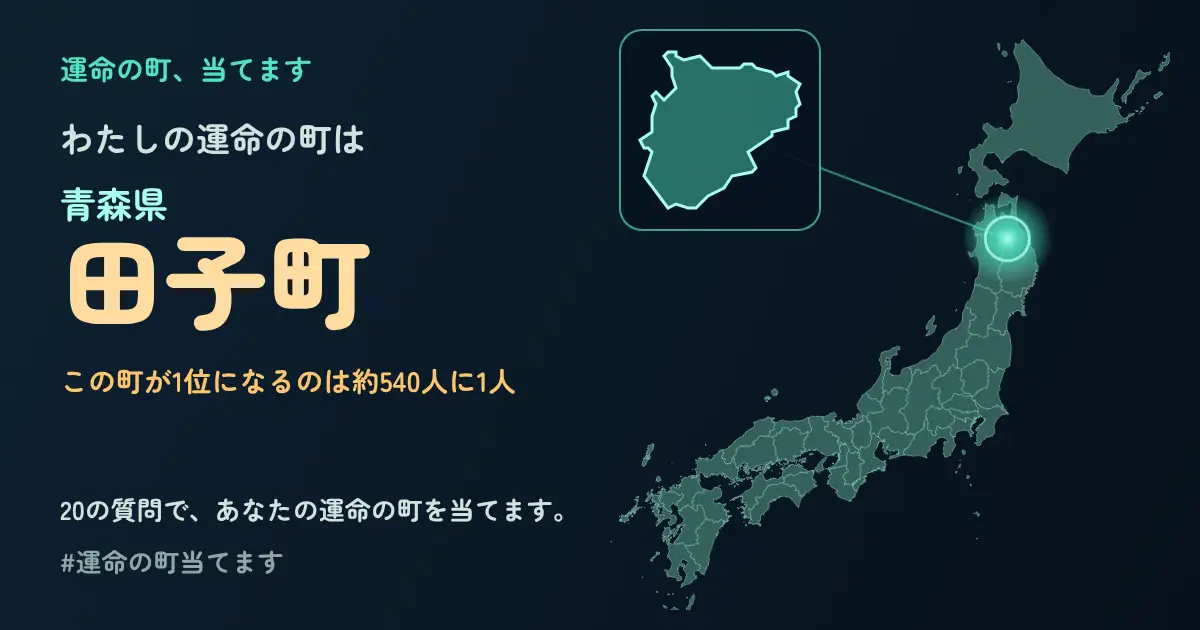 運命の町、当てます
わたしの運命の町は
青森県
田子町
この町が1位になるのは約540人に1人
20の質問で、あなたの運命の町を当てます。
#運命の町当てます